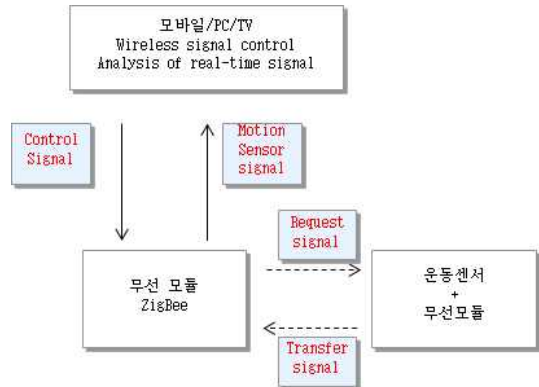 모바일/PC/TV
Wireless signal control
Analysis of real-time signal
Control
Signal
Motion
Sensor
signal
Request
signal
무선 모듈
ZigBee
운동센서
+
무선모듈
Transfer
signal